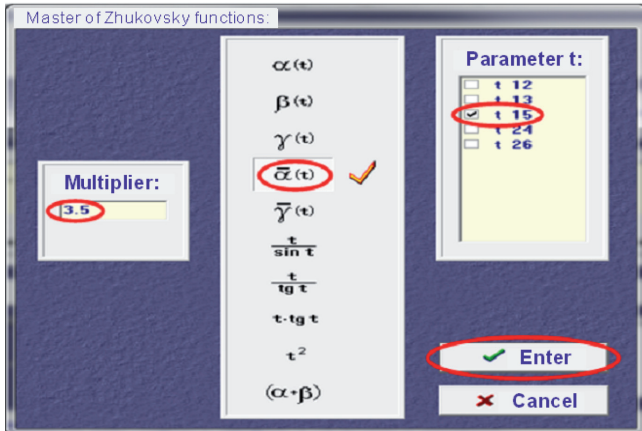 Master of Zhukovsky functions:
Multiplier:
3.5
α(t)
β(t)
γ(t)
α̅(t)
γ̅(t)
t
sin t
t
tg t
t·tg t
t²
(α+β)
Parameter t:
t 12
t 13
t 15
t 24
t 26
Enter
Cancel